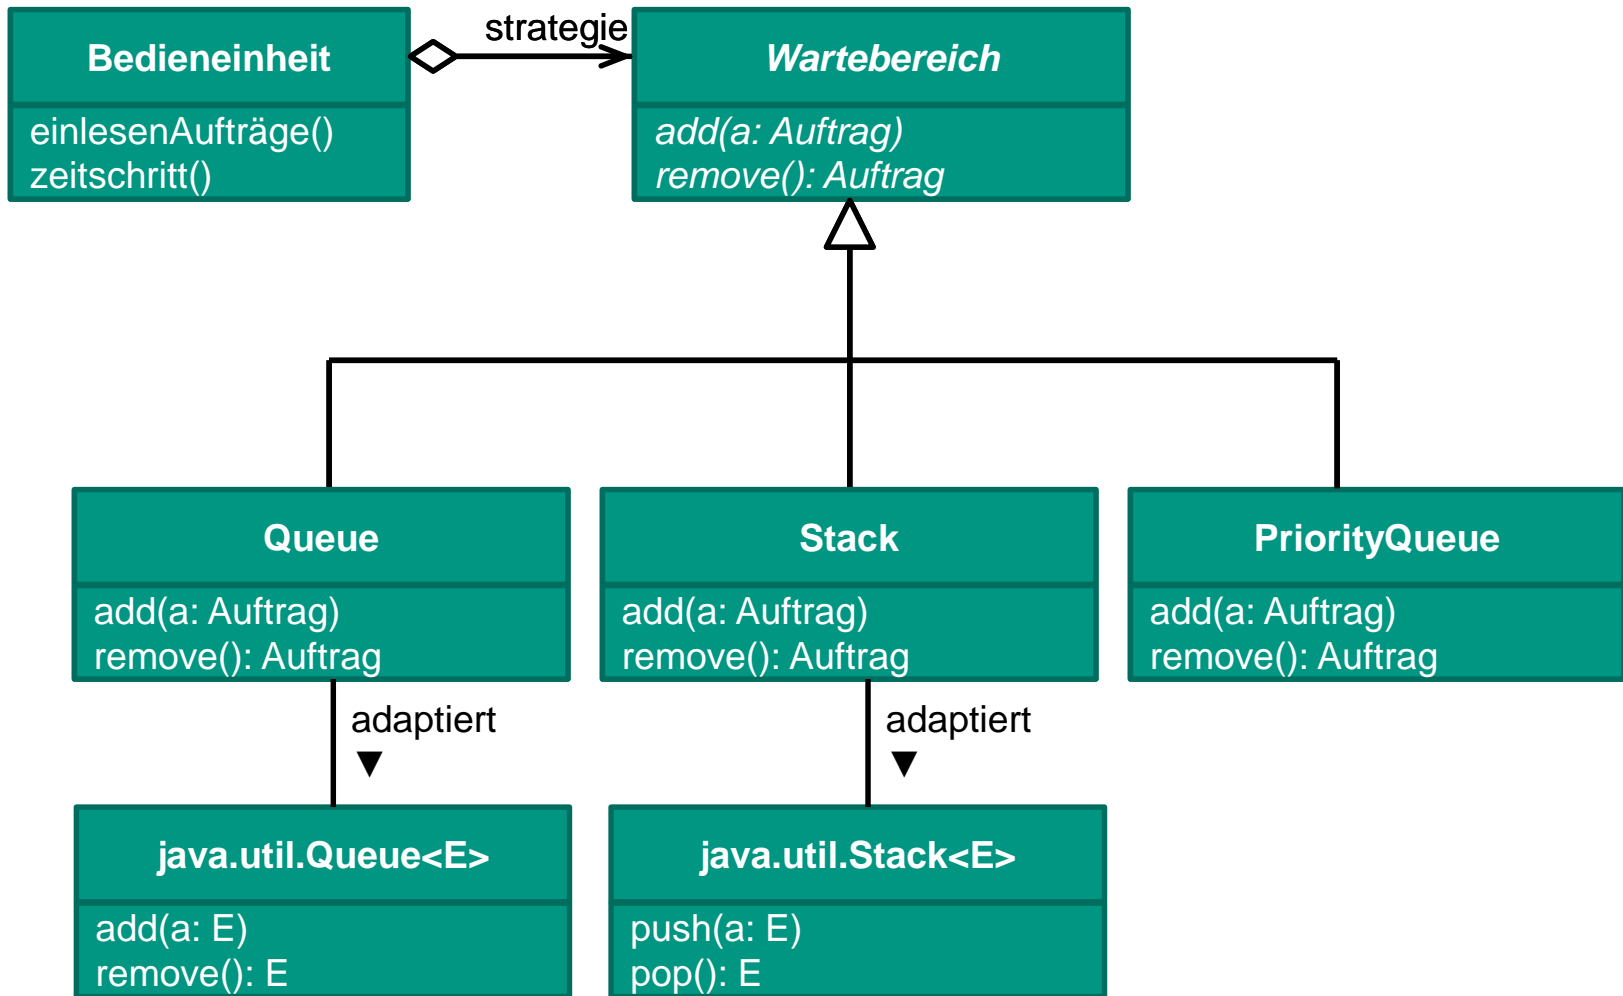 Bedieneinheit
einlesenAufträge()
zeitschritt()
strategie
Wartebereich
add(a: Auftrag)
remove(): Auftrag
Queue
add(a: Auftrag)
remove(): Auftrag
Stack
add(a: Auftrag)
remove(): Auftrag
PriorityQueue
add(a: Auftrag)
remove(): Auftrag
adaptiert
▼
adaptiert
▼
java.util.Queue<E>
add(a: E)
remove(): E
java.util.Stack<E>
push(a: E)
pop(): E